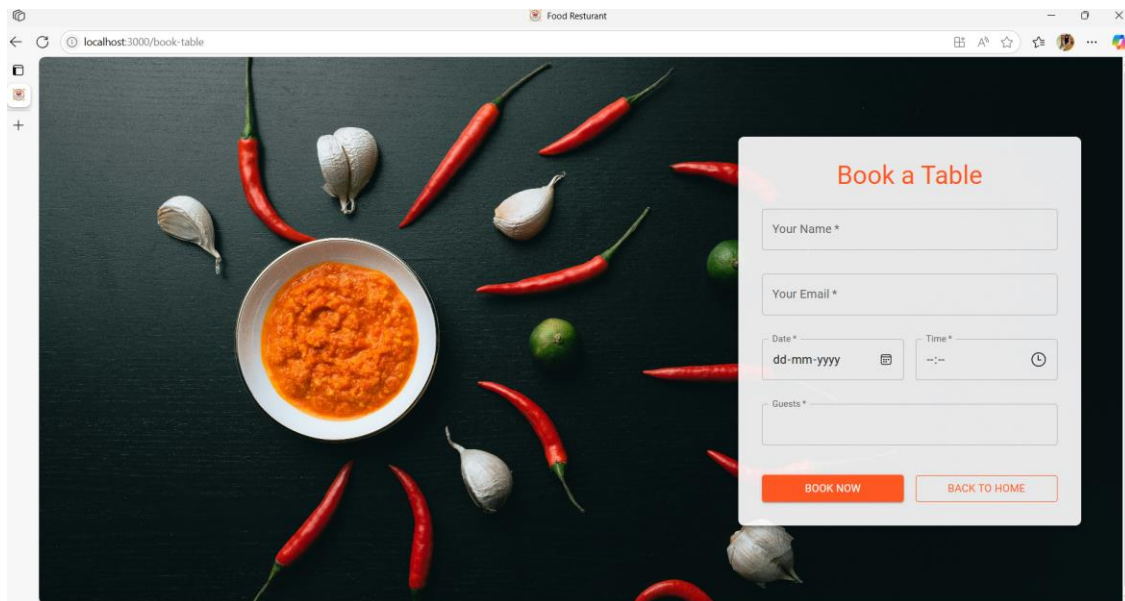 Food Resturant
localhost:3000/book-table
Book a Table
Your Name *
Your Email *
Date * Time *
dd-mm-yyyy --:--
Guests *
BOOK NOW BACK TO HOME